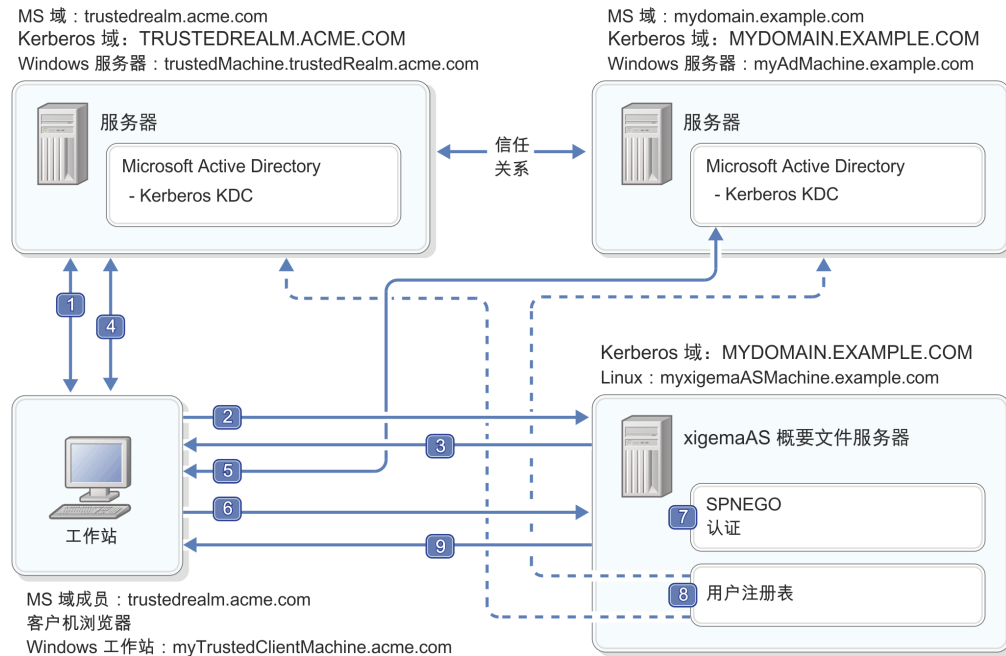 MS 域：trustedrealm.acme.com
Kerberos 域：TRUSTEDREALM.ACME.COM
Windows 服务器：trustedMachine.trustedRealm.acme.com
MS 域：mydomain.example.com
Kerberos 域：MYDOMAIN.EXAMPLE.COM
Windows 服务器：myAdMachine.example.com
服务器
Microsoft Active Directory
- Kerberos KDC
信任
关系
服务器
Microsoft Active Directory
- Kerberos KDC
1
4
Kerberos 域：MYDOMAIN.EXAMPLE.COM
Linux：myxigemaASMachine.example.com
2
3
5
6
9
工作站
xigemaAS 概要文件服务器
7
SPNEGO
认证
8
用户注册表
MS 域成员：trustedrealm.acme.com
客户机浏览器
Windows 工作站：myTrustedClientMachine.acme.com